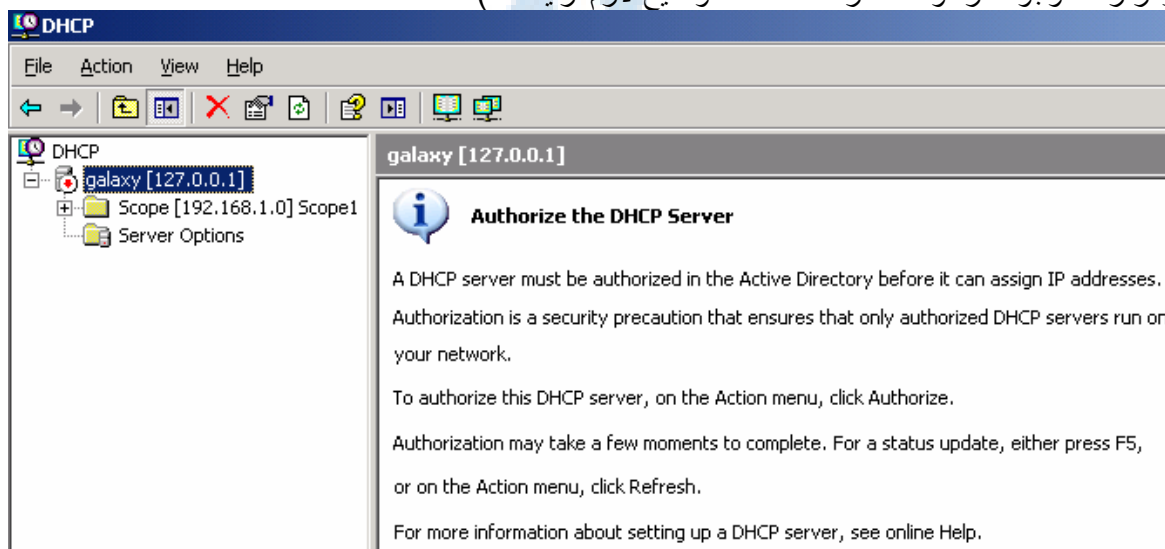 DHCP
File Action View Help
DHCP
galaxy [127.0.0.1]
Scope [192.168.1.0] Scope1
Server Options
galaxy [127.0.0.1]
Authorize the DHCP Server
A DHCP server must be authorized in the Active Directory before it can assign IP addresses.
Authorization is a security precaution that ensures that only authorized DHCP servers run on
your network.
To authorize this DHCP server, on the Action menu, click Authorize.
Authorization may take a few moments to complete. For a status update, either press F5,
or on the Action menu, click Refresh.
For more information about setting up a DHCP server, see online Help.